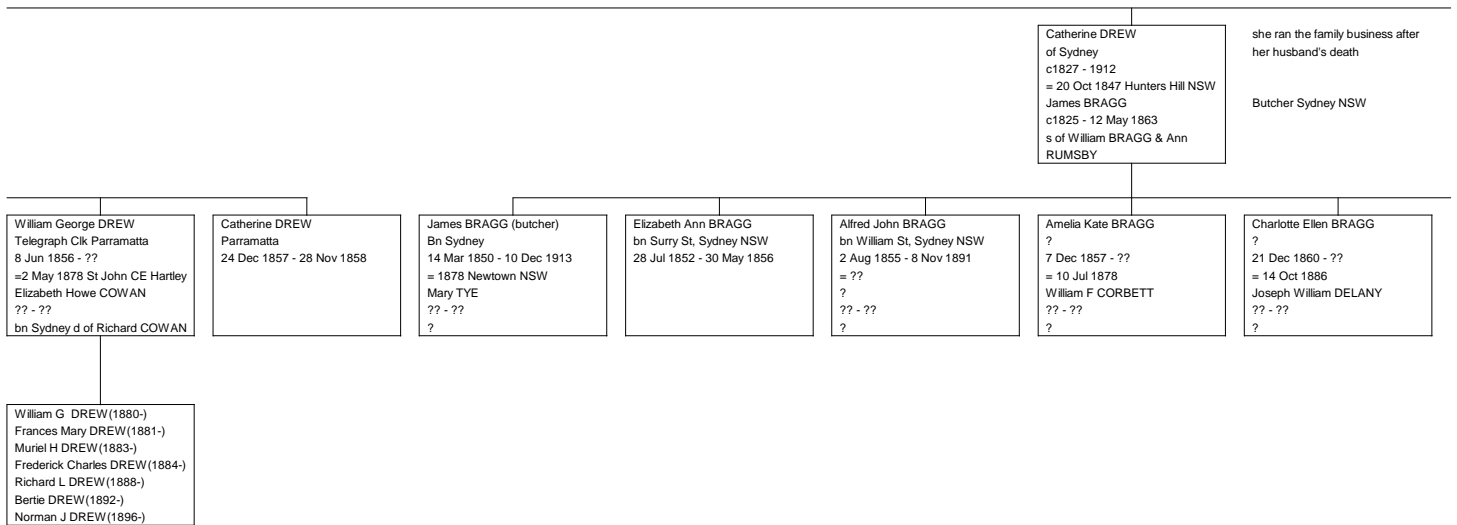 Catherine DREW
of Sydney
c1827 - 1912
= 20 Oct 1847 Hunters Hill NSW
James BRAGG
c1825 - 12 May 1863
s of William BRAGG & Ann
RUMSBY
she ran the family business after
her husband's death
Butcher Sydney NSW
William George DREW
Telegraph Clk Parramatta
8 Jun 1856 - ??
=2 May 1878 St John CE Hartley
Elizabeth Howe COWAN
?? - ??
bn Sydney d of Richard COWAN
Catherine DREW
Parramatta
24 Dec 1857 - 28 Nov 1858
James BRAGG (butcher)
Bn Sydney
14 Mar 1850 - 10 Dec 1913
= 1878 Newtown NSW
Mary TYE
?? - ??
?
Elizabeth Ann BRAGG
bn Surry St, Sydney NSW
28 Jul 1852 - 30 May 1856
Alfred John BRAGG
bn William St, Sydney NSW
2 Aug 1855 - 8 Nov 1891
= ??
?
?? - ??
?
Amelia Kate BRAGG
?
7 Dec 1857 - ??
= 10 Jul 1878
William F CORBETT
?? - ??
?
Charlotte Ellen BRAGG
?
21 Dec 1860 - ??
= 14 Oct 1886
Joseph William DELANY
?? - ??
?
William G  DREW(1880-)
Frances Mary DREW(1881-)
Muriel H DREW(1883-)
Frederick Charles DREW(1884-)
Richard L DREW(1888-)
Bertie DREW(1892-)
Norman J DREW(1896-)